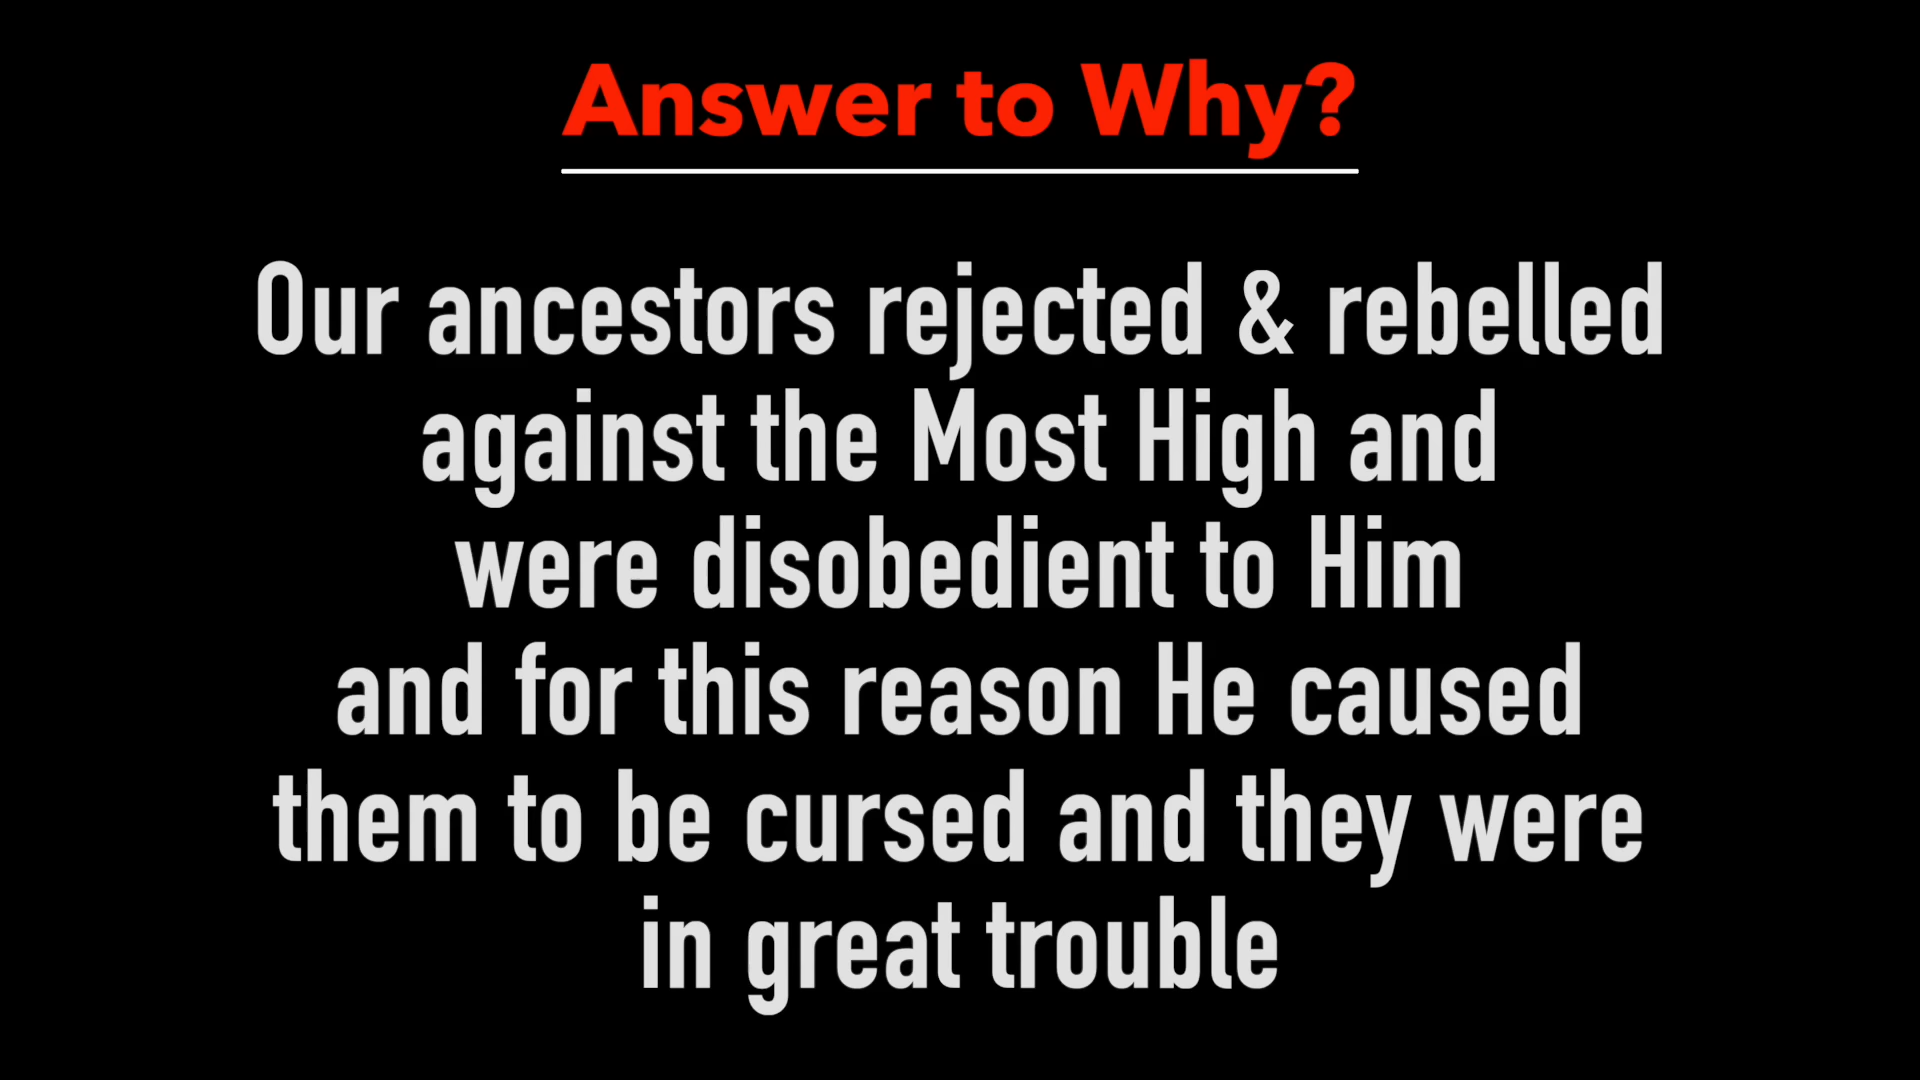 Answer to Why?
Our ancestors rejected & rebelled
against the Most High and
were disobedient to Him
and for this reason He caused
them to be cursed and they were
in great trouble